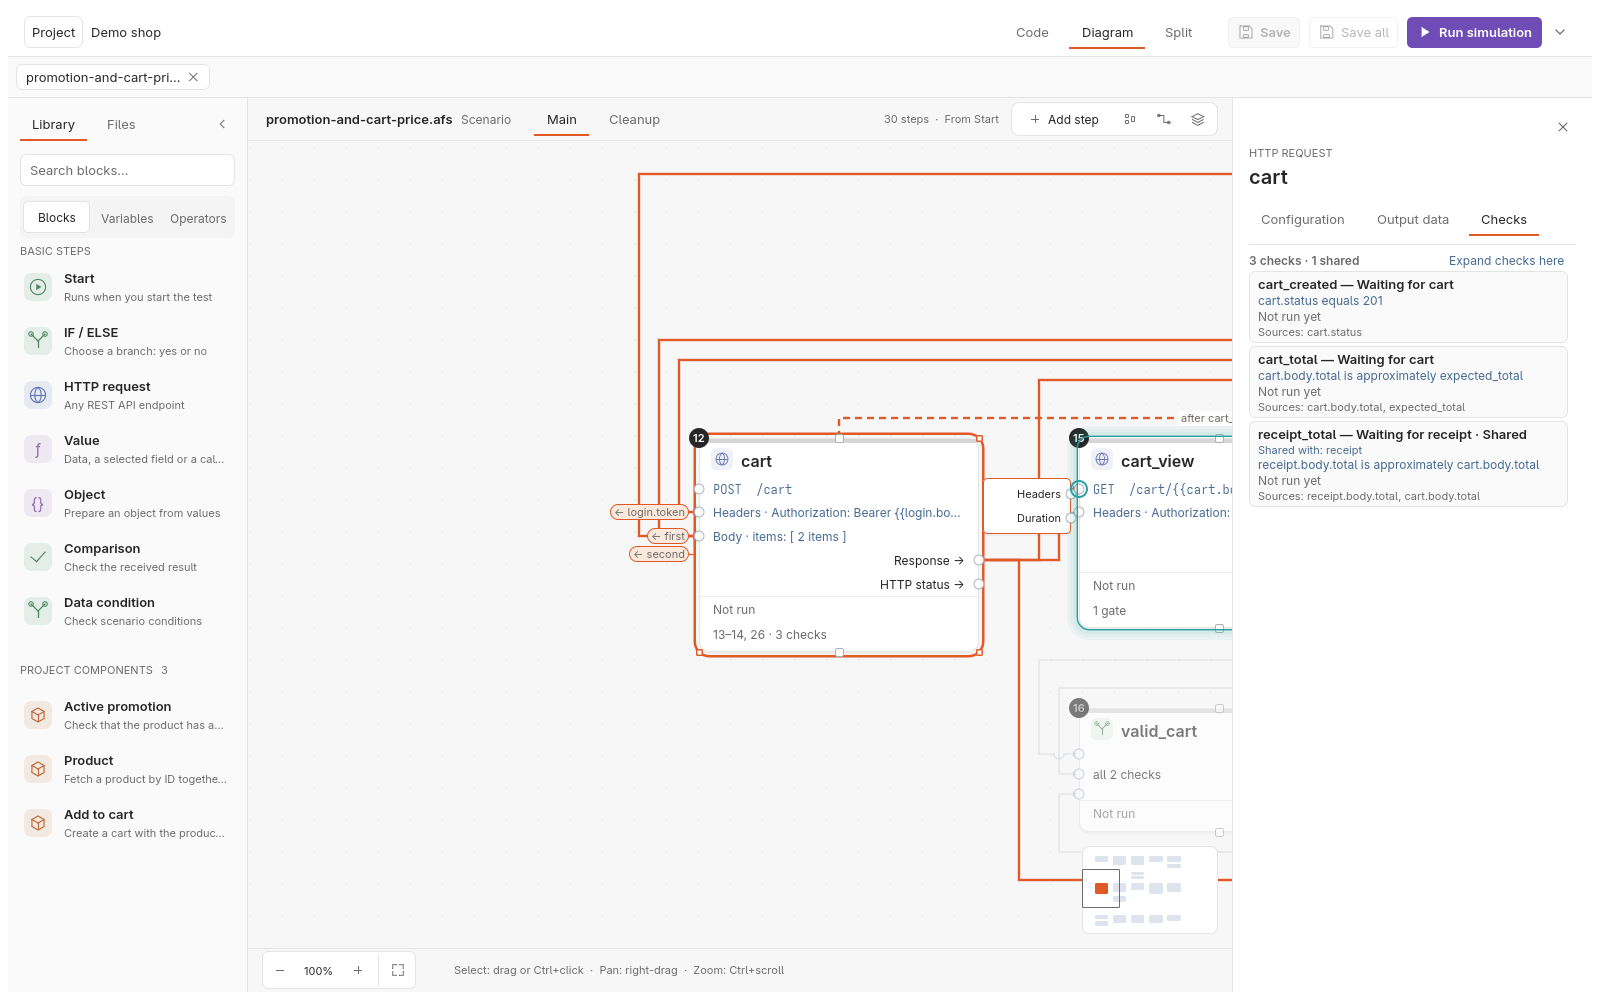 Project
Demo shop
Code
Diagram
Split
Save
Save all
Run simulation
promotion-and-cart-pri...
Library
Files
Search blocks...
Blocks
Variables
Operators
BASIC STEPS
Start
Runs when you start the test
IF / ELSE
Choose a branch: yes or no
HTTP request
Any REST API endpoint
Value
Data, a selected field or a cal...
Object
Prepare an object from values
Comparison
Check the received result
Data condition
Check scenario conditions
PROJECT COMPONENTS 3
Active promotion
Check that the product has a...
Product
Fetch a product by ID togethe...
Add to cart
Create a cart with the produc...
promotion-and-cart-price.afs
Scenario
Main
Cleanup
30 steps · From Start
Add step
after cart_
12
cart
POST /cart
← login.token
Headers · Authorization: Bearer {{login.bo...
← first
Body · items: [ 2 items ]
← second
Response →
HTTP status →
Not run
13–14, 26 · 3 checks
Headers
Duration
15
cart_view
GET /cart/{{cart.bo
Headers · Authorization:
Not run
1 gate
16
valid_cart
all 2 checks
Not run
100%
Select: drag or Ctrl+click · Pan: right-drag · Zoom: Ctrl+scroll
HTTP REQUEST
cart
Configuration
Output data
Checks
3 checks · 1 shared
Expand checks here
cart_created — Waiting for cart
cart.status equals 201
Not run yet
Sources: cart.status
cart_total — Waiting for cart
cart.body.total is approximately expected_total
Not run yet
Sources: cart.body.total, expected_total
receipt_total — Waiting for receipt · Shared
Shared with: receipt
receipt.body.total is approximately cart.body.total
Not run yet
Sources: receipt.body.total, cart.body.total